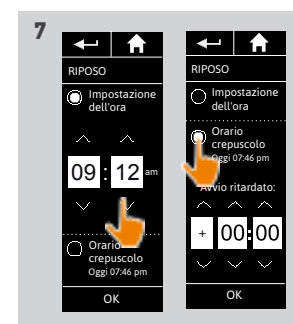 7
RIPOSO
Impostazione
dell'ora
09 : 12 am
Orario
crepuscolo
Oggi 07:46 pm
OK
RIPOSO
Impostazione
dell'ora
Orario
crepuscolo
Oggi 07:46 pm
Avvio ritardato:
+ 00:00
OK